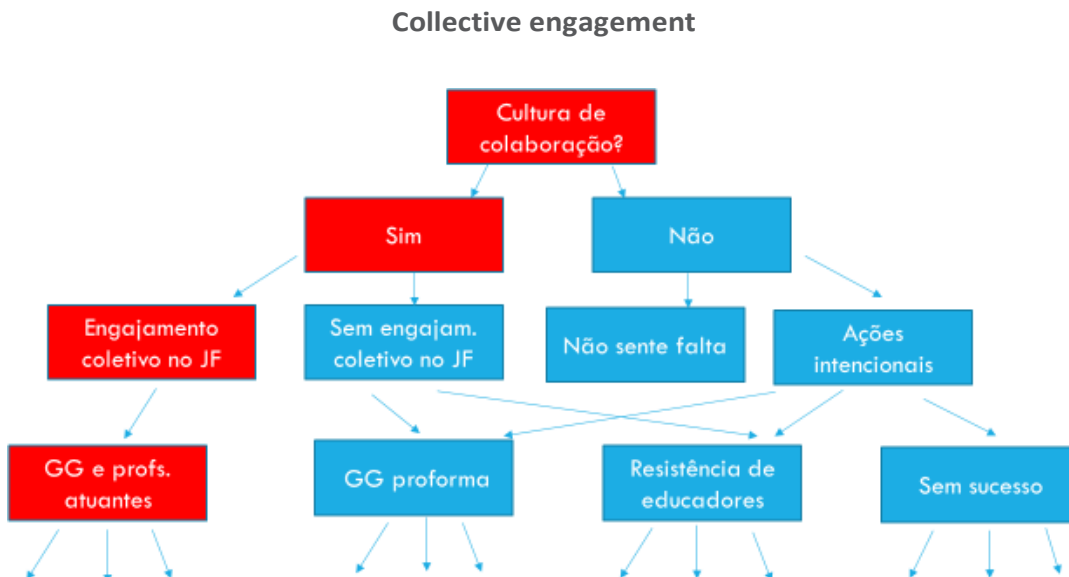 Collective engagement
Cultura de
colaboração?
Sim
Não
Engajamento
coletivo no JF
Sem engajam.
coletivo no JF
Não sente falta
Ações
intencionais
GG e profs.
atuantes
GG proforma
Resistência de
educadores
Sem sucesso